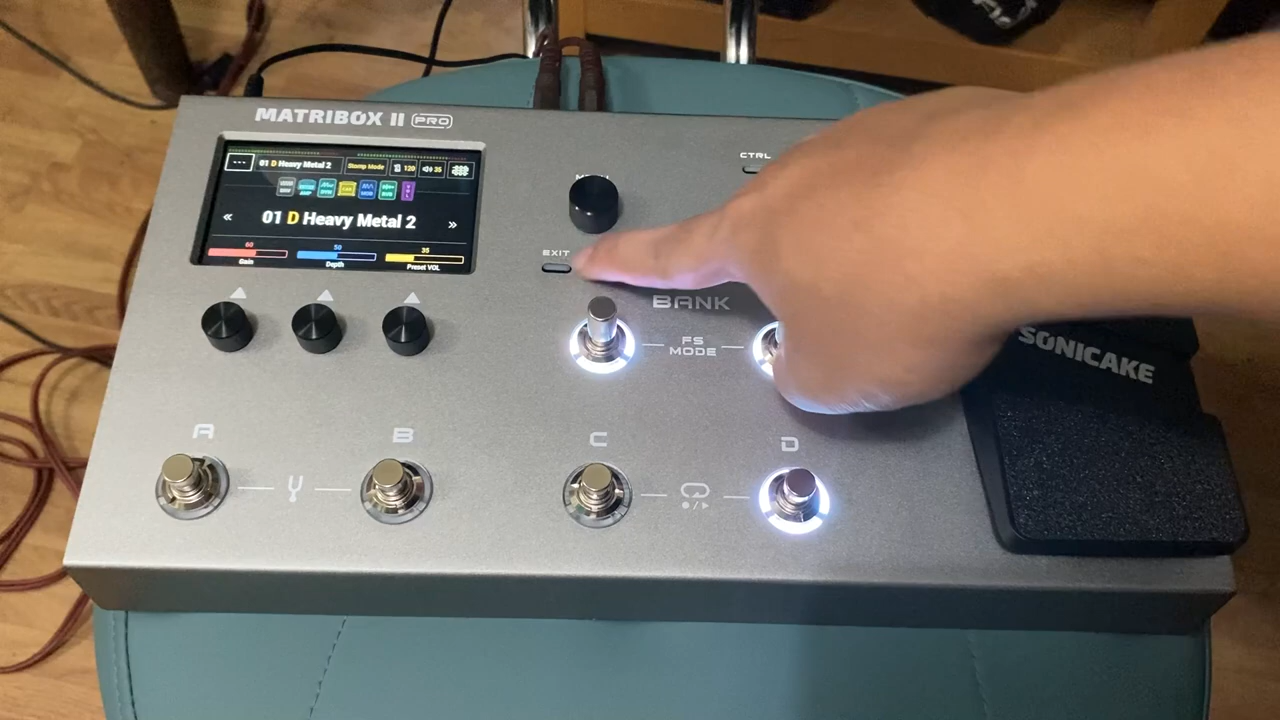 MATRIBOX II PRO
--- 01 D Heavy Metal 2 Stomp Mode 120 35
« 01 D Heavy Metal 2 »
60 50 35
Gain Depth Preset VOL
CTRL
EXIT
BANK
FS
MODE
SONICAKE
A B C D